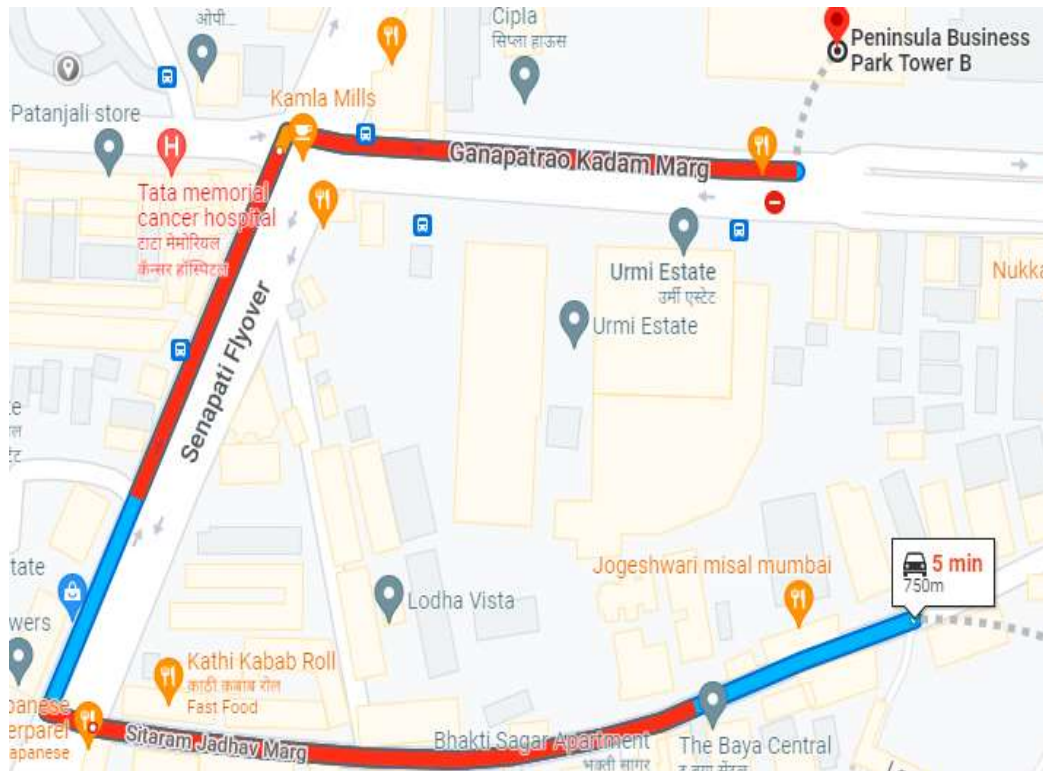 ओपी...
Cipla
सिप्ला हाऊस
Peninsula Business
Park Tower B
Patanjali store
Kamla Mills
H
Ganapatrao Kadam Marg
Tata memorial
cancer hospital
टाटा मेमोरियल
कॅन्सर हॉस्पिटल
Urmi Estate
उर्मी एस्टेट
Nukka
Urmi Estate
Senapati Flyover
Jogeshwari misal mumbai
5 min
750m
tate
Lodha Vista
wers
Kathi Kabab Roll
काठी कबाब रोल
Fast Food
panese
erparel
apanese
Sitaram Jadhav Marg
Bhakti Sagar Apartment
भक्ती सागर
The Baya Central